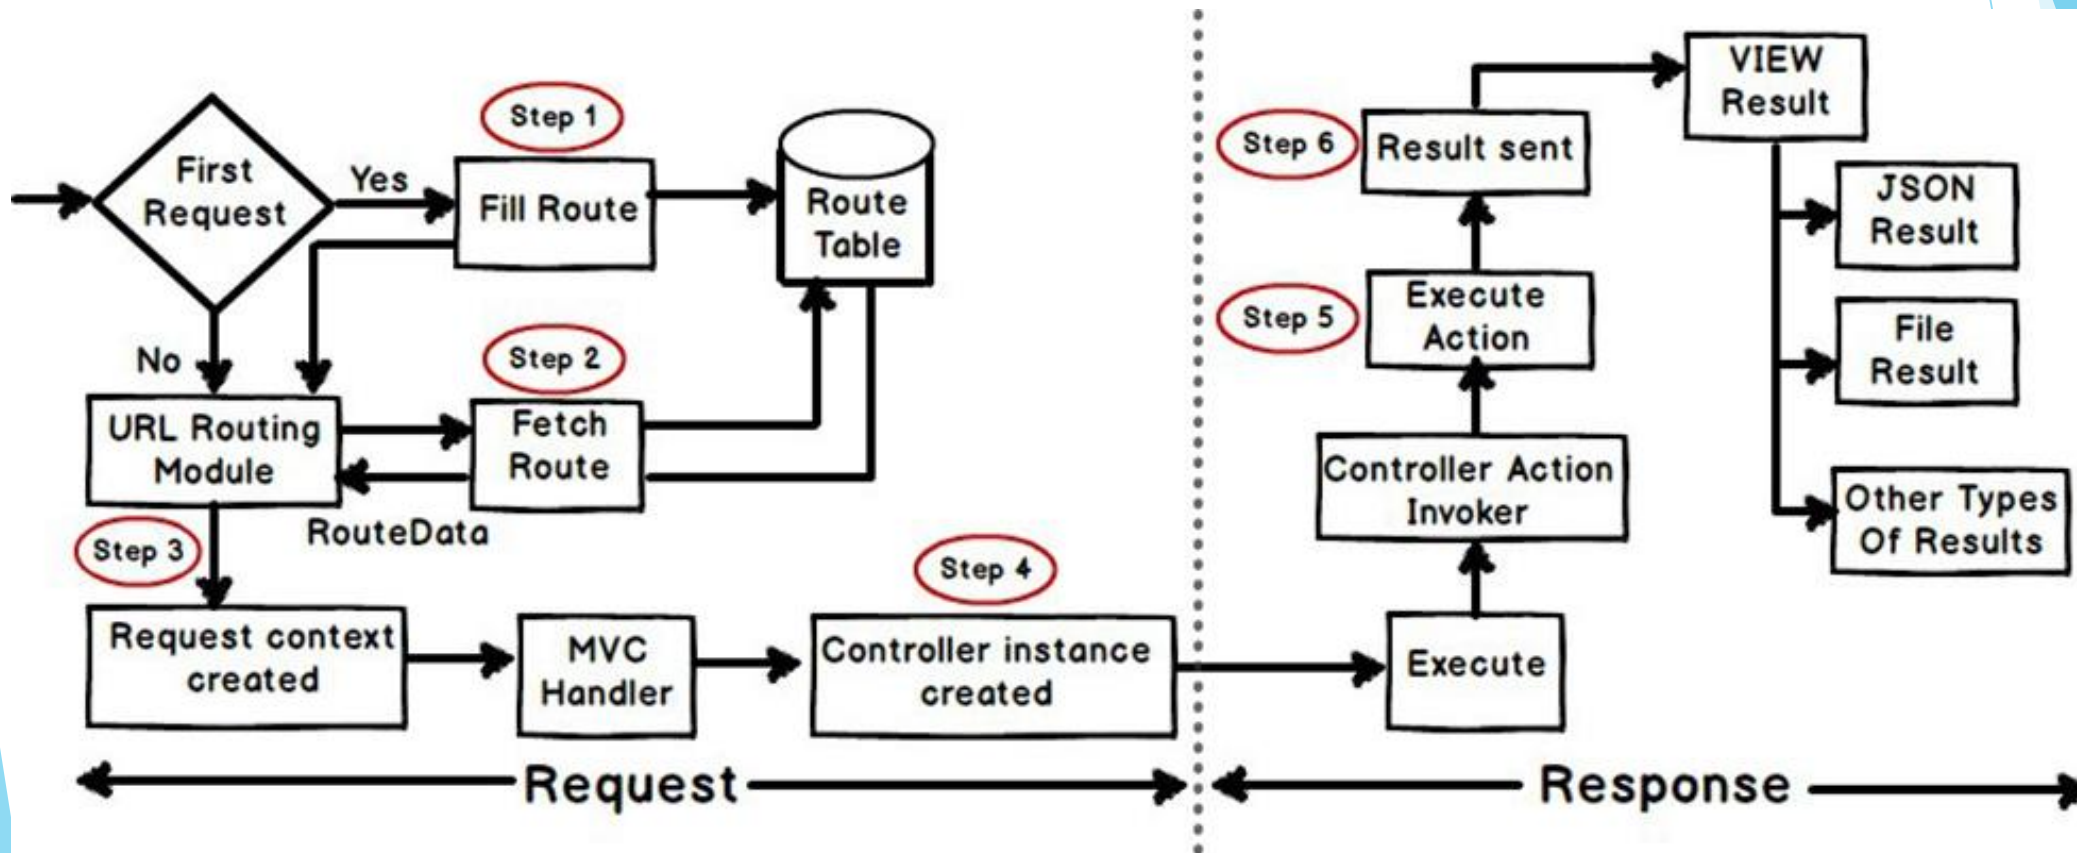 First
Request
Yes
No
Step 1
Fill Route
Route
Table
Step 2
Fetch
Route
URL Routing
Module
RouteData
Step 3
Request context
created
MVC
Handler
Step 4
Controller instance
created
Request
Execute
Controller Action
Invoker
Step 5
Execute
Action
Step 6
Result sent
VIEW
Result
JSON
Result
File
Result
Other Types
Of Results
Response